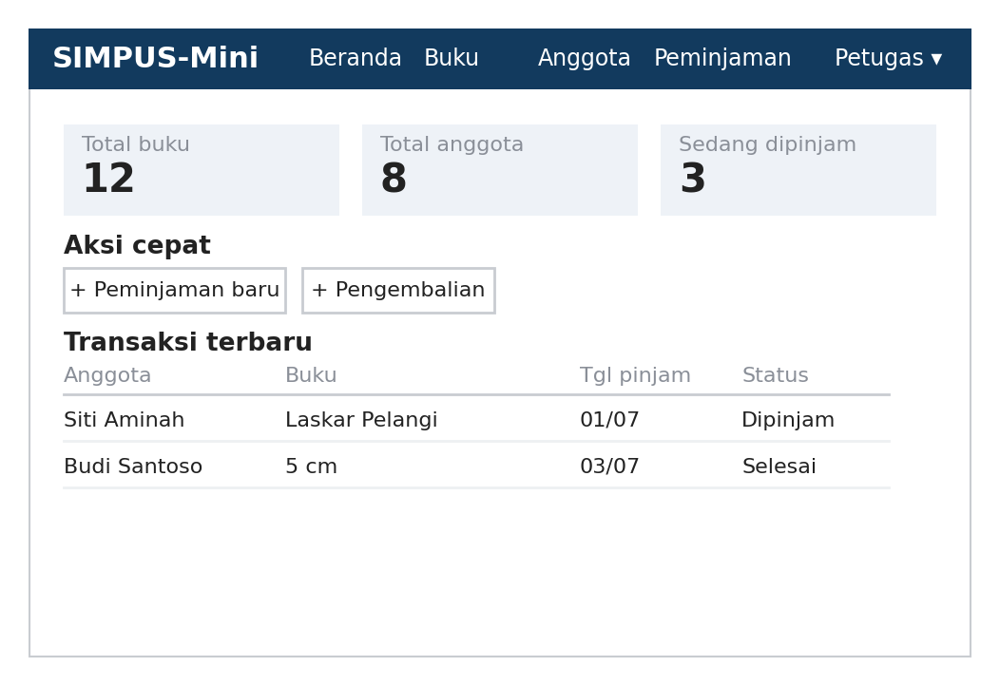 SIMPUS-Mini Beranda Buku Anggota Peminjaman Petugas ▾
Total buku Total anggota Sedang dipinjam
12 8 3
Aksi cepat
+ Peminjaman baru + Pengembalian
Transaksi terbaru
Anggota Buku Tgl pinjam Status
Siti Aminah Laskar Pelangi 01/07 Dipinjam
Budi Santoso 5 cm 03/07 Selesai